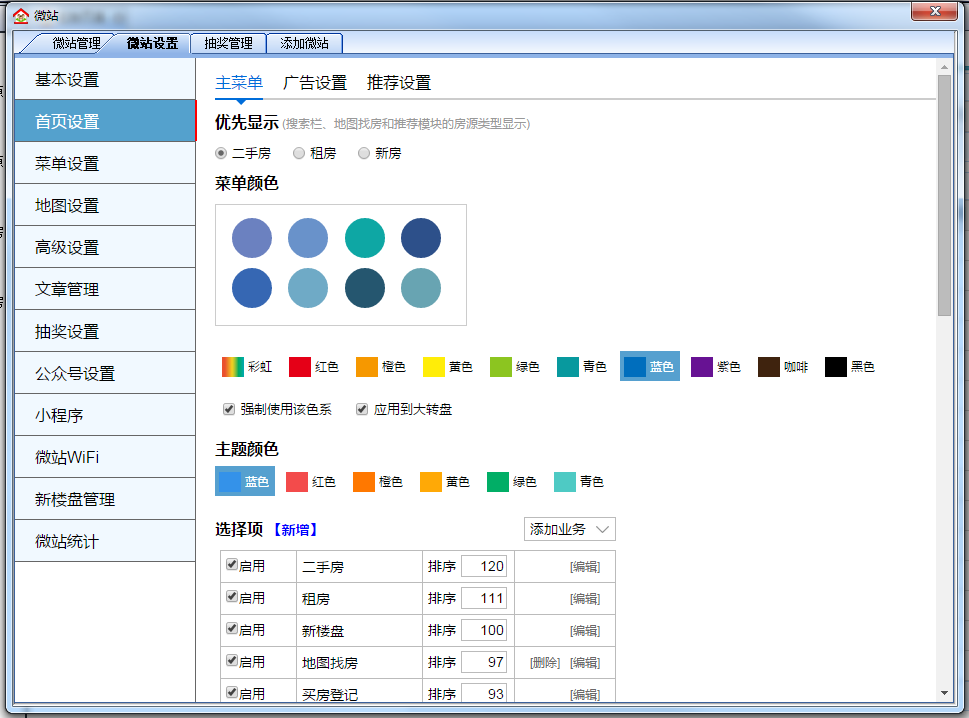 微站
微站管理 微站设置 抽奖管理 添加微站
基本设置
首页设置
菜单设置
地图设置
高级设置
文章管理
抽奖设置
公众号设置
小程序
微站WiFi
新楼盘管理
微站统计
主菜单 广告设置 推荐设置
优先显示 (搜索栏、地图找房和推荐模块的房源类型显示)
二手房 租房 新房
菜单颜色
彩虹 红色 橙色 黄色 绿色 青色 蓝色 紫色 咖啡 黑色
强制使用该色系 应用到大转盘
主题颜色
蓝色 红色 橙色 黄色 绿色 青色
选择项 【新增】 添加业务
启用 二手房 排序 120 [编辑]
启用 租房 排序 111 [编辑]
启用 新楼盘 排序 100 [编辑]
启用 地图找房 排序 97 [删除] [编辑]
启用 买房登记 排序 93 [编辑]